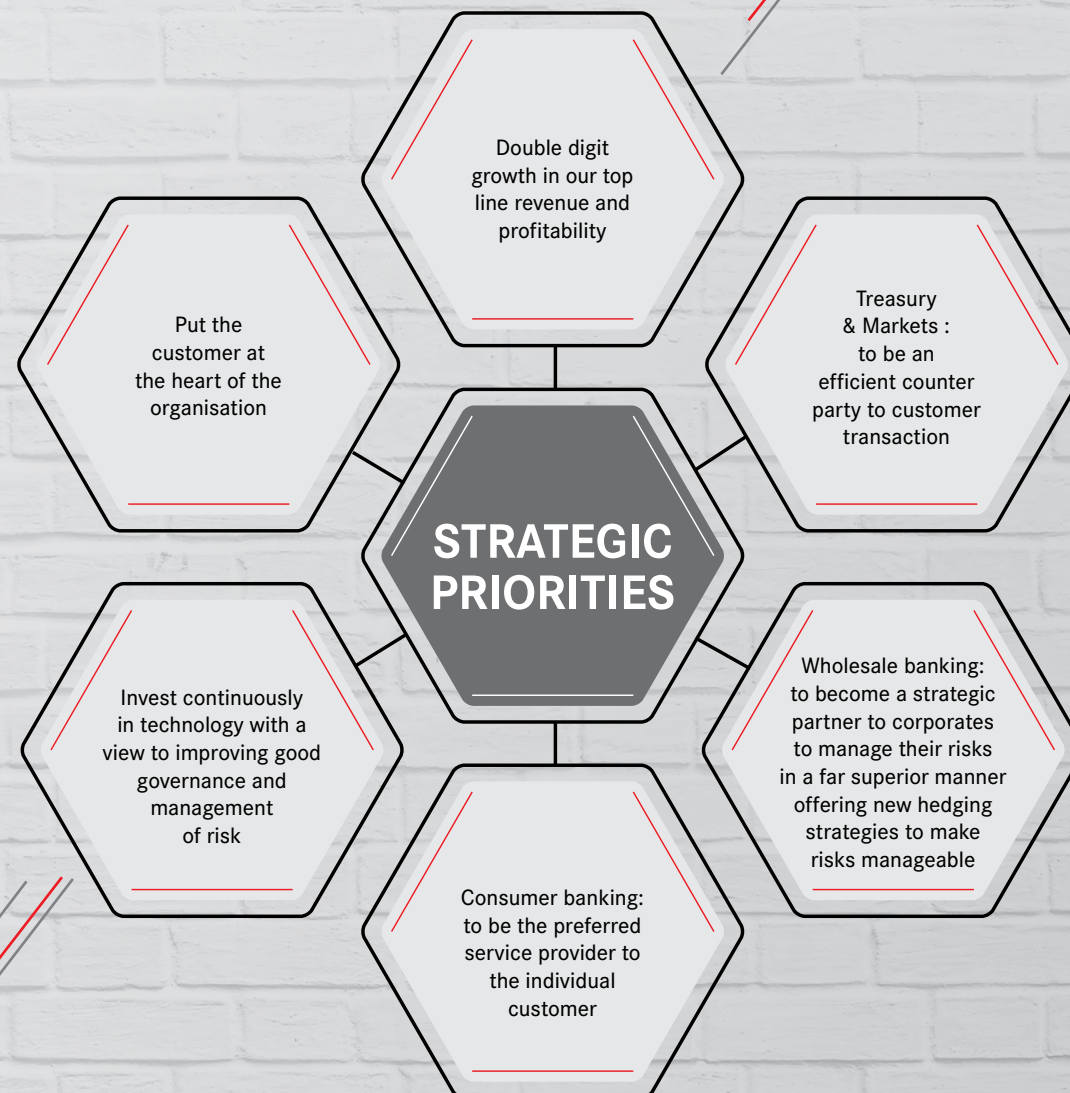 Double digit
growth in our top
line revenue and
profitability
Put the
customer at
the heart of the
organisation
Treasury
& Markets :
to be an
efficient counter
party to customer
transaction
STRATEGIC
PRIORITIES
Invest continuously
in technology with a
view to improving good
governance and
management
of risk
Wholesale banking:
to become a strategic
partner to corporates
to manage their risks
in a far superior manner
offering new hedging
strategies to make
risks manageable
Consumer banking:
to be the preferred
service provider to
the individual
customer